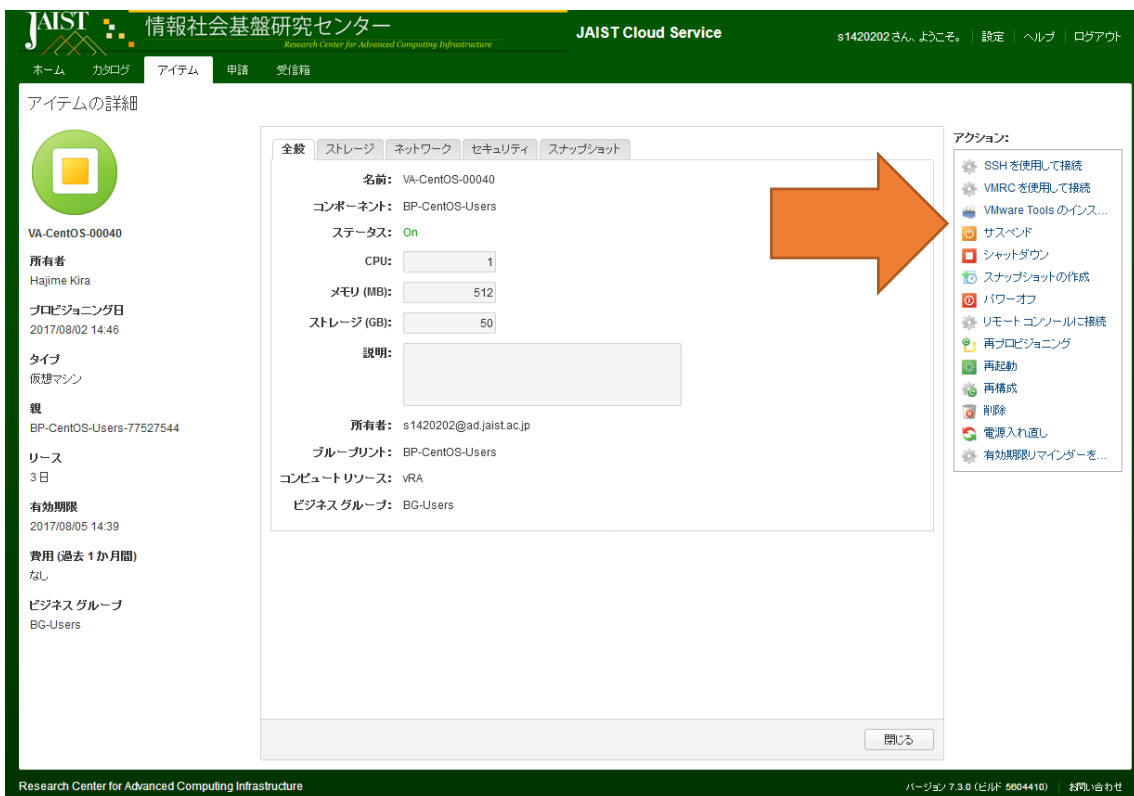 JAIST 情報社会基盤研究センター
Research Center for Advanced Computing Infrastructure
JAIST Cloud Service
s1420202 さん、ようこそ。 | 設定 | ヘルプ | ログアウト
ホーム カタログ アイテム 申請 受信箱
アイテムの詳細
VA-CentOS-00040
所有者
Hajime Kira
プロビジョニング日
2017/08/02 14:46
タイプ
仮想マシン
親
BP-CentOS-Users-77527544
リース
3 日
有効期限
2017/08/05 14:39
費用 (過去 1 か月間)
なし
ビジネス グループ
BG-Users
全般 ストレージ ネットワーク セキュリティ スナップショット
名前: VA-CentOS-00040
コンポーネント: BP-CentOS-Users
ステータス: On
CPU: 1
メモリ (MB): 512
ストレージ (GB): 50
説明:
所有者: s1420202@ad.jaist.ac.jp
ブループリント: BP-CentOS-Users
コンピュート リソース: vRA
ビジネス グループ: BG-Users
閉じる
アクション:
SSH を使用して接続
VMRC を使用して接続
VMware Tools のインス...
サスペンド
シャットダウン
スナップショットの作成
パワーオフ
リモート コンソールに接続
再プロビジョニング
再起動
再構成
削除
電源入れ直し
有効期限リマインダーを...
Research Center for Advanced Computing Infrastructure
バージョン 7.3.0 (ビルド 5604410) | お問い合わせ